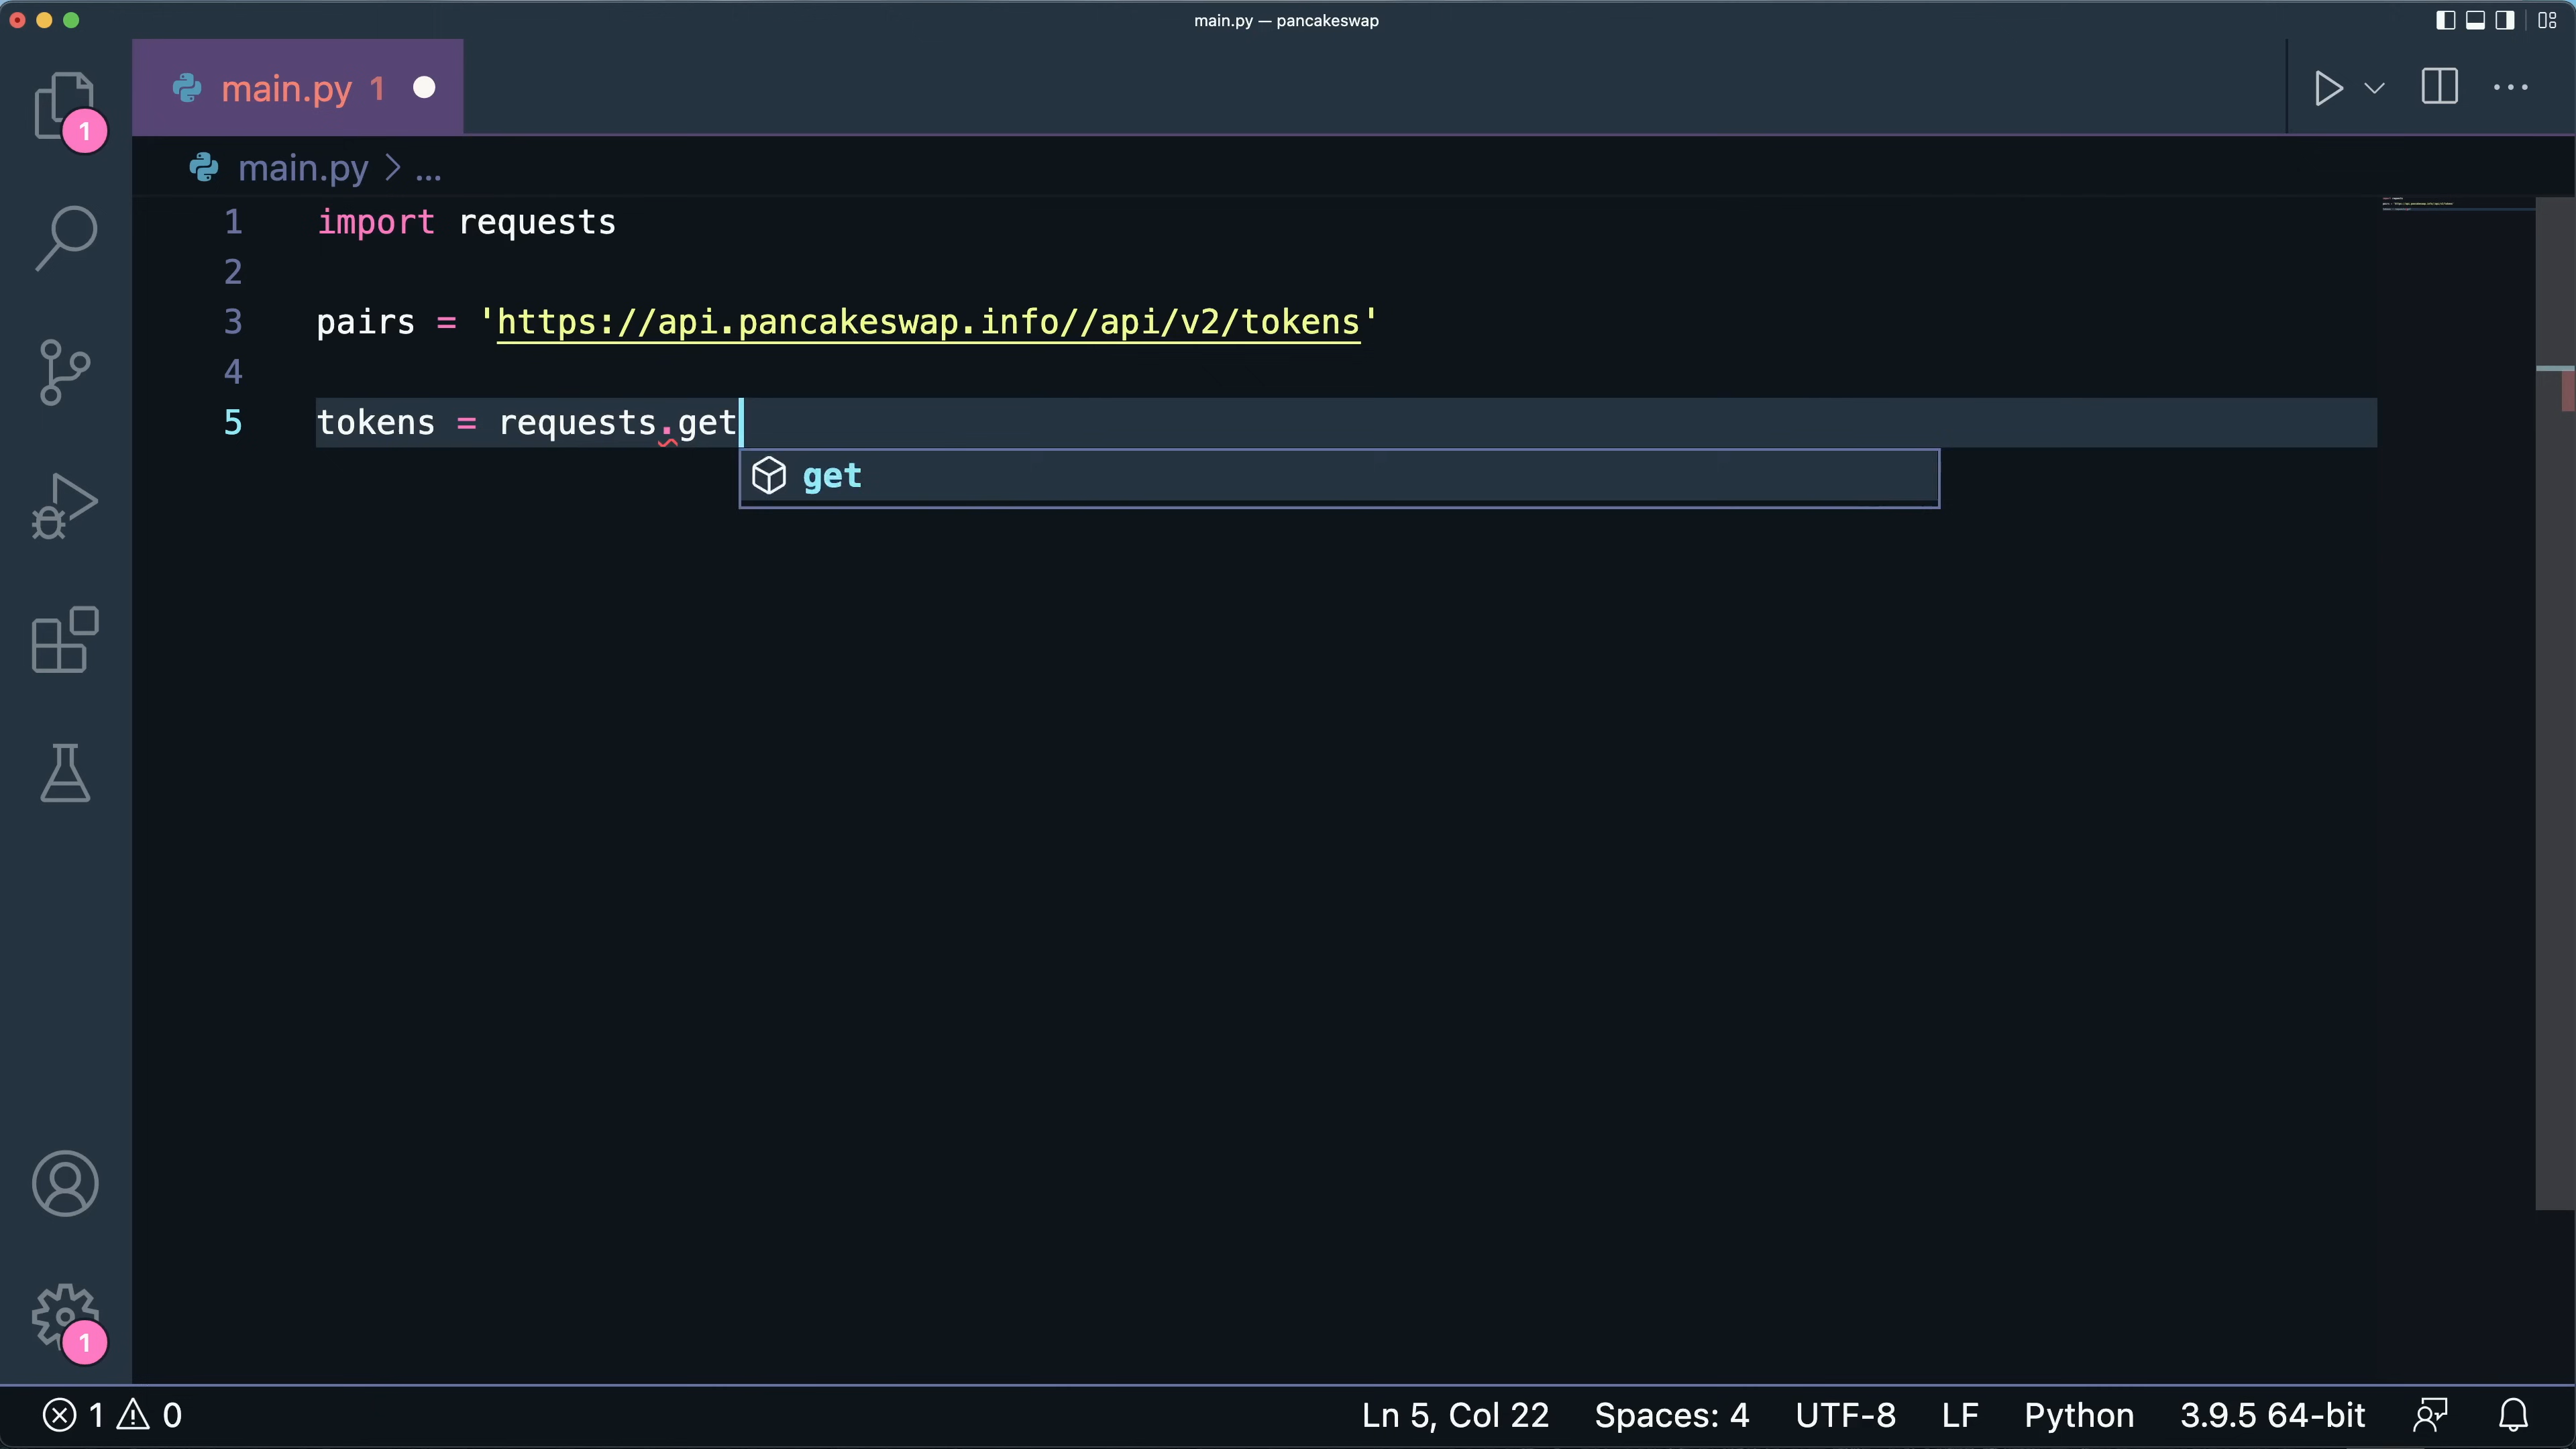 main.py — pancakeswap
main.py 1
1
main.py > ...
1 import requests
2
3 pairs = 'https://api.pancakeswap.info//api/v2/tokens'
4
5 tokens = requests.get
get
1
1 0
Ln 5, Col 22 Spaces: 4 UTF-8 LF Python 3.9.5 64-bit